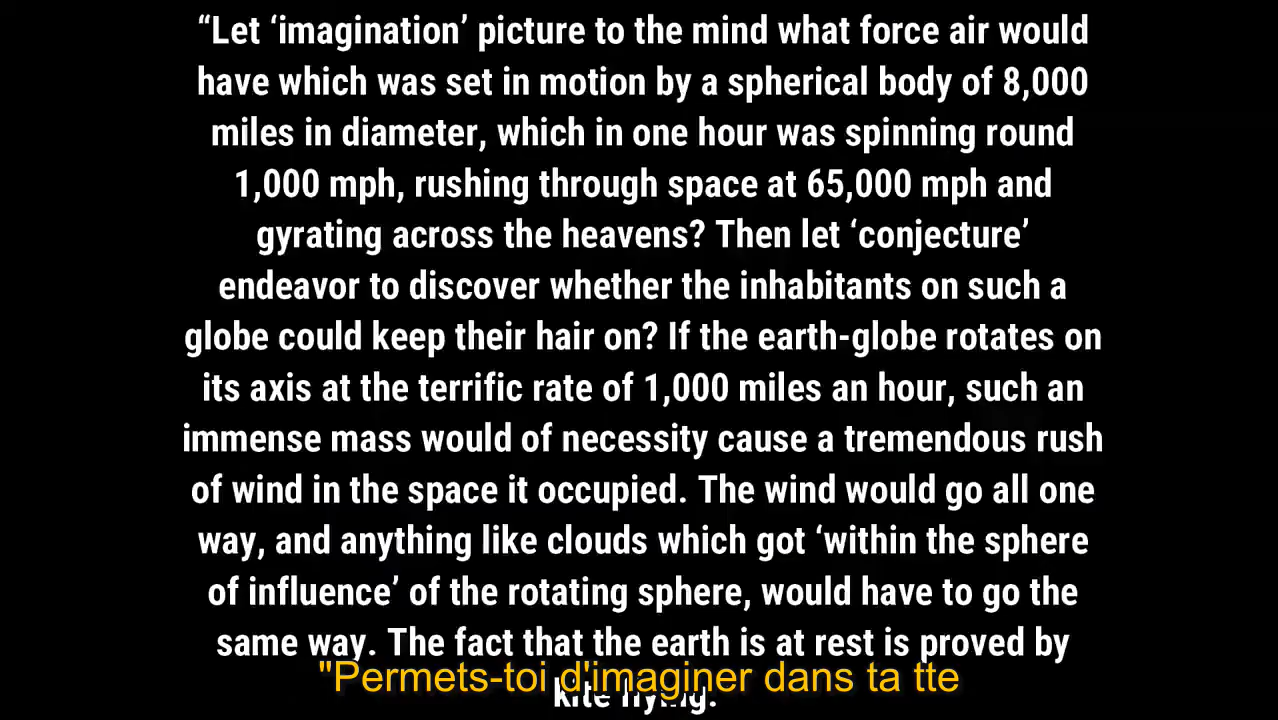 “Let ‘imagination’ picture to the mind what force air would
have which was set in motion by a spherical body of 8,000
miles in diameter, which in one hour was spinning round
1,000 mph, rushing through space at 65,000 mph and
gyrating across the heavens? Then let ‘conjecture’
endeavor to discover whether the inhabitants on such a
globe could keep their hair on? If the earth-globe rotates on
its axis at the terrific rate of 1,000 miles an hour, such an
immense mass would of necessity cause a tremendous rush
of wind in the space it occupied. The wind would go all one
way, and anything like clouds which got ‘within the sphere
of influence’ of the rotating sphere, would have to go the
same way. The fact that the earth is at rest is proved by
"Permets-toi d'imaginer dans ta tte
kite flying.